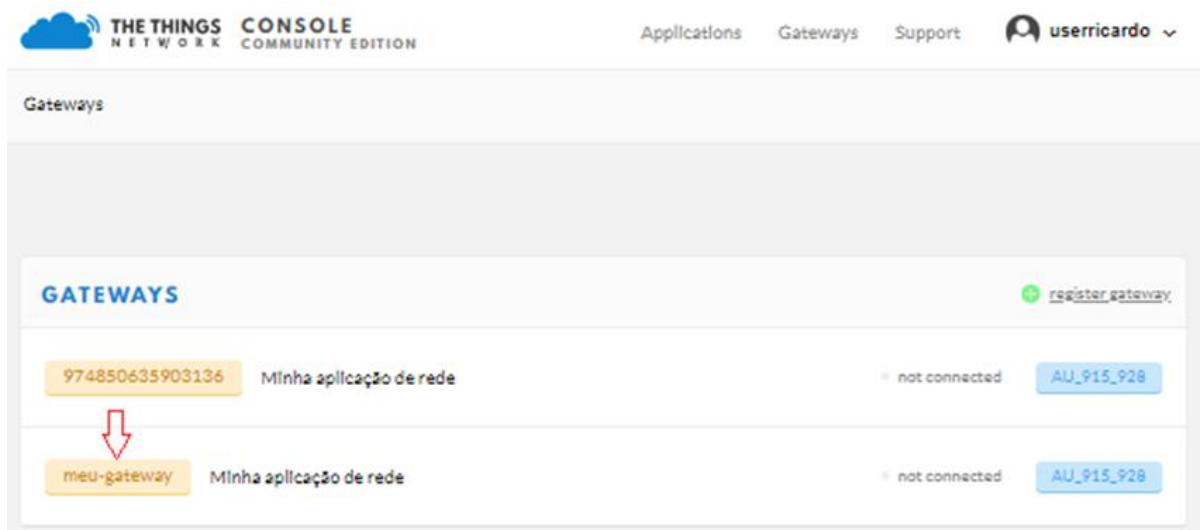 THE THINGS NETWORK CONSOLE COMMUNITY EDITION
Applications Gateways Support userricardo
Gateways
GATEWAYS
register gateway
974850635903136 Minha aplicação de rede not connected AU_915_928
meu-gateway Minha aplicação de rede not connected AU_915_928